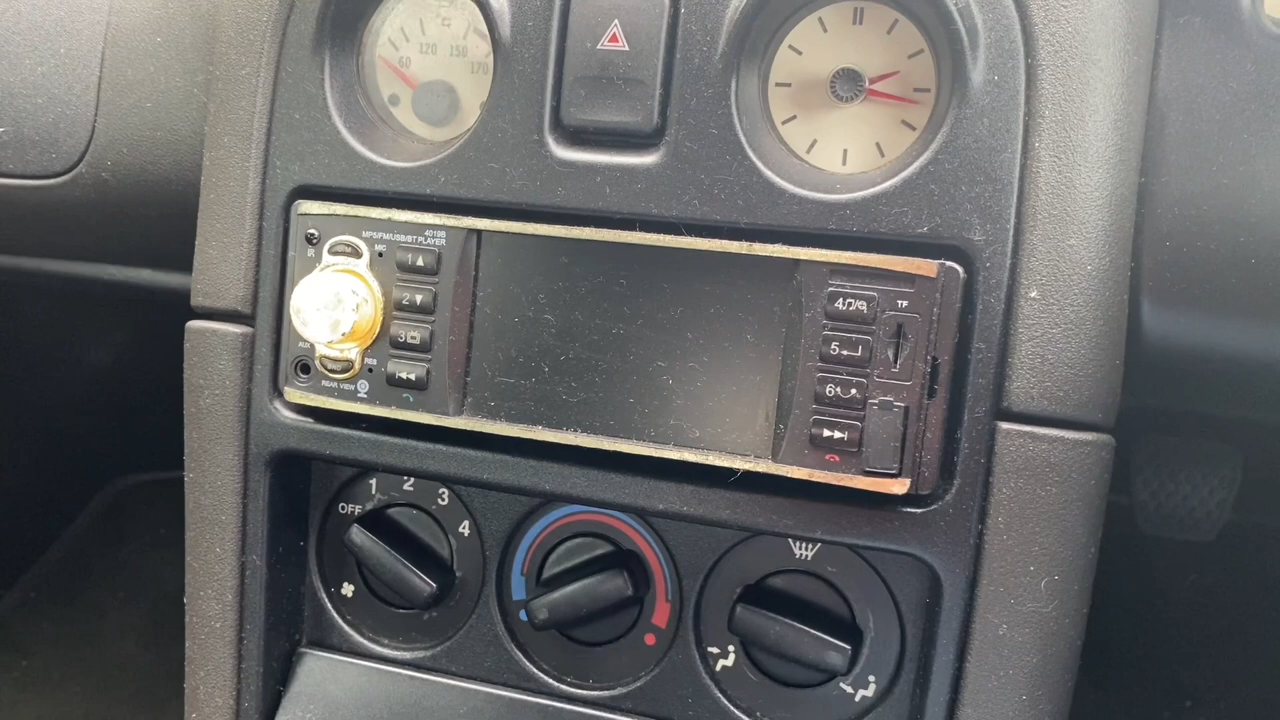 60 120 150 170
4019B
MP5/FM/USB/BT PLAYER
MIC
1
2
3
4
TF
5
6
AUX
RES
REAR VIEW
OFF 1 2 3 4